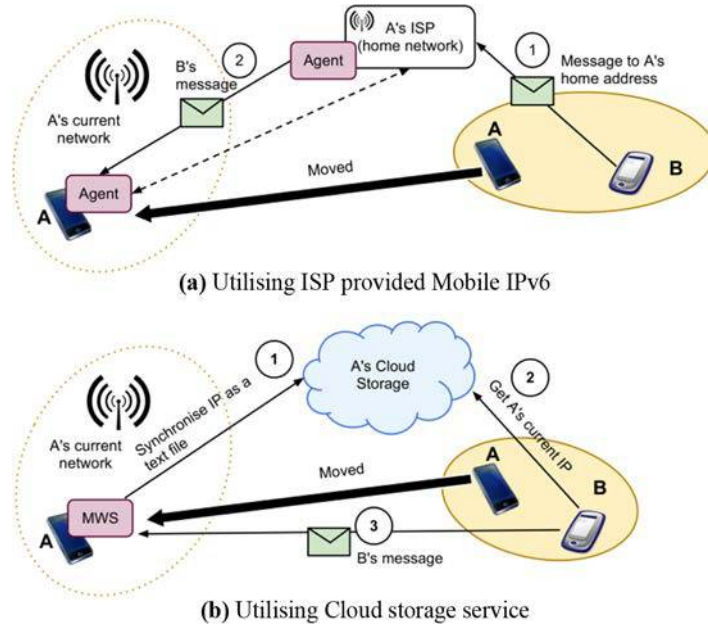 A's ISP
(home network)
Agent
2
B's
message
1
Message to A's
home address
A's current
network
A
B
Moved
Agent
A
(a) Utilising ISP provided Mobile IPv6
1
A's Cloud
Storage
2
Synchronise IP as a
text file
Get A's current IP
A's current
network
Moved
A
B
MWS
A
3
B's message
(b) Utilising Cloud storage service